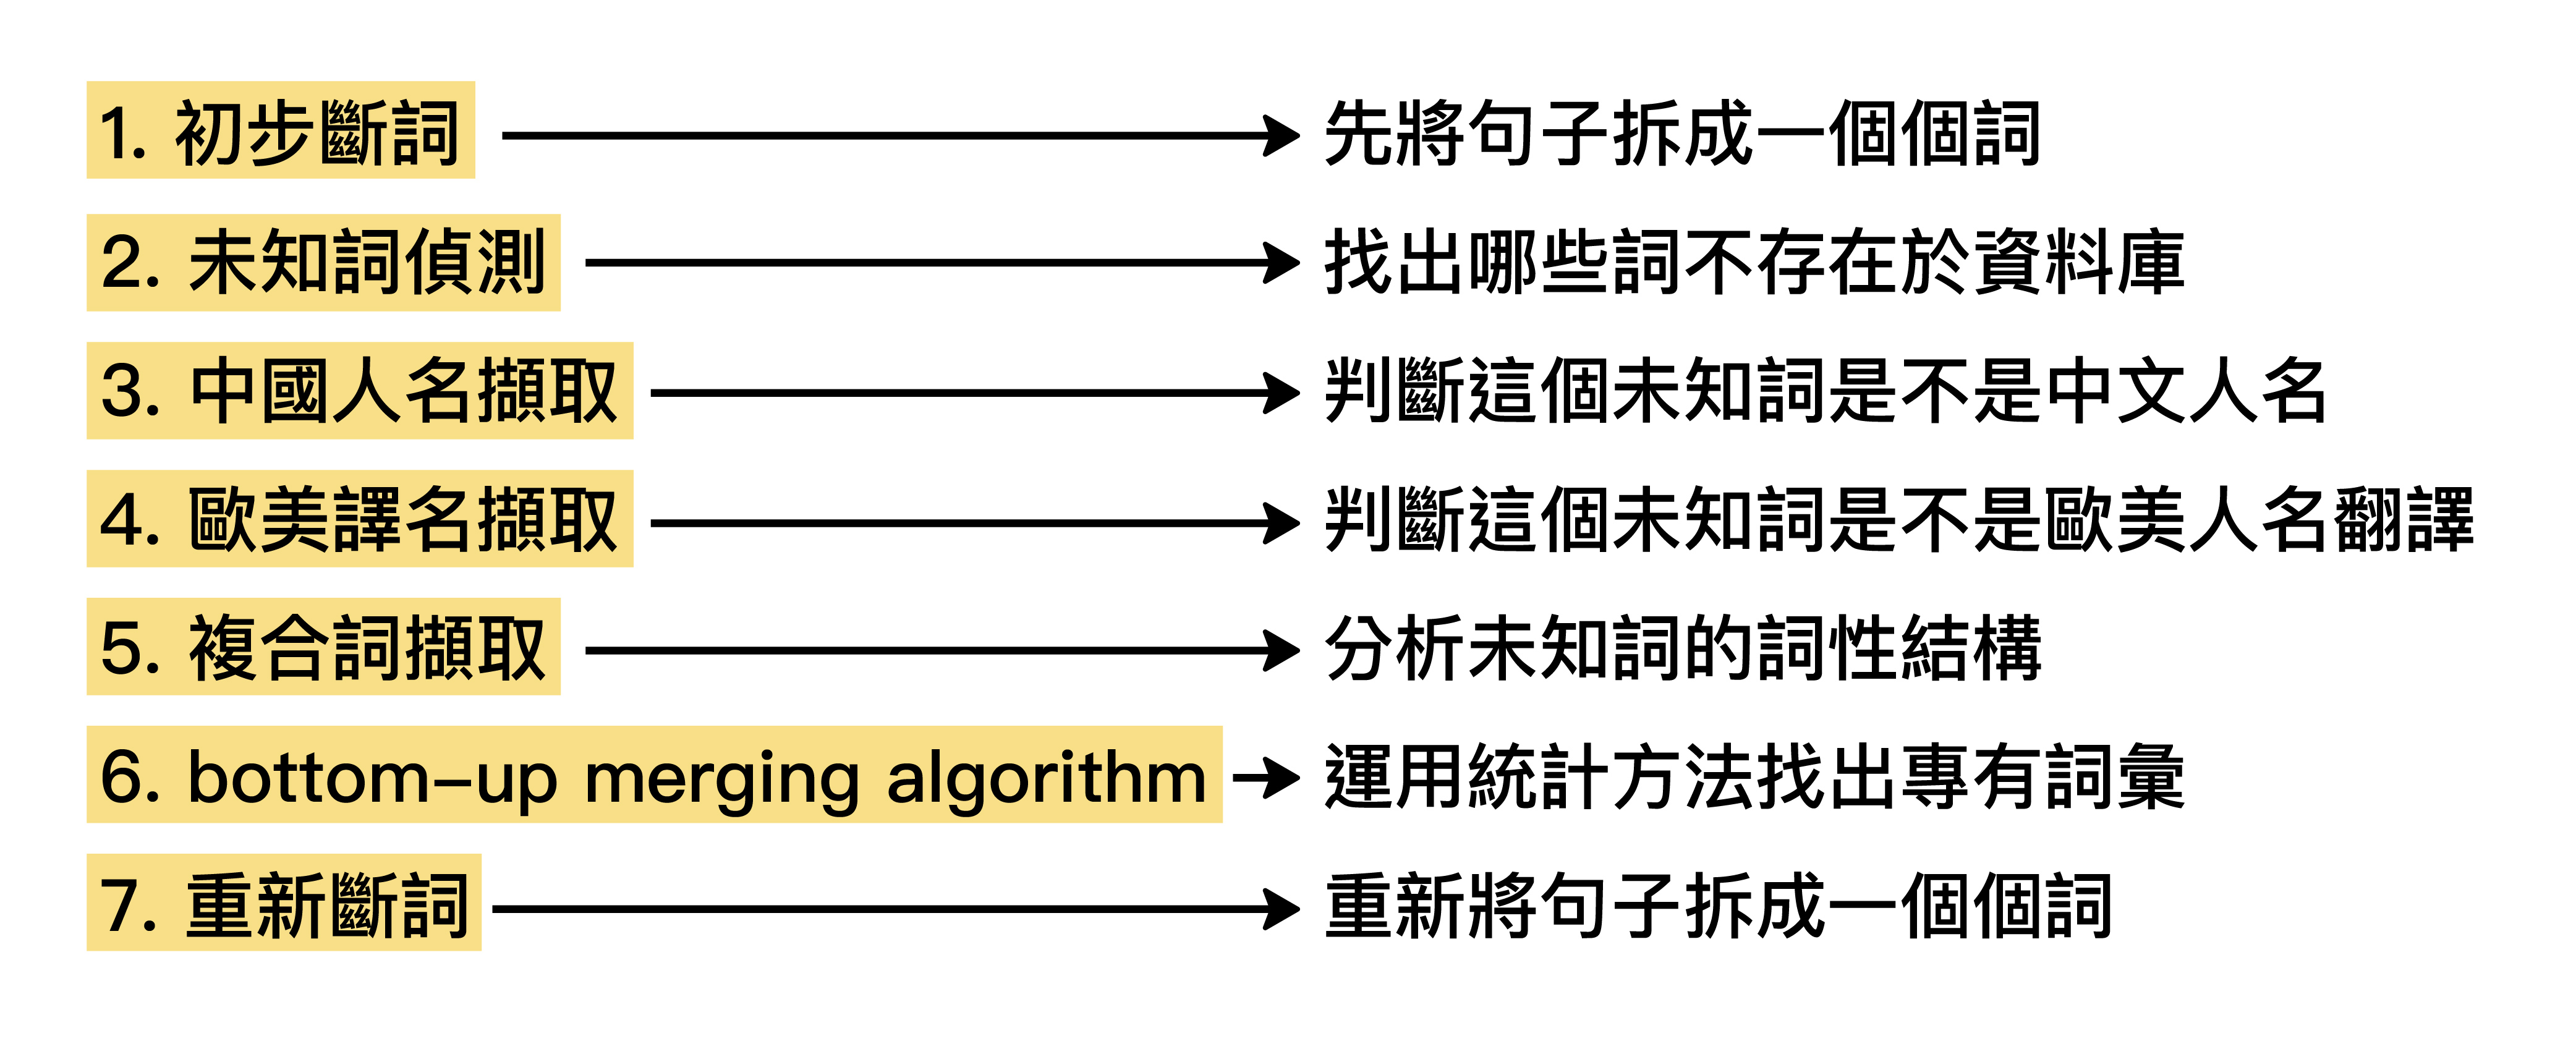 1. 初步斷詞 先將句子拆成一個個詞
2. 未知詞偵測 找出哪些詞不存在於資料庫
3. 中國人名擷取 判斷這個未知詞是不是中文人名
4. 歐美譯名擷取 判斷這個未知詞是不是歐美人名翻譯
5. 複合詞擷取 分析未知詞的詞性結構
6. bottom-up merging algorithm 運用統計方法找出專有詞彙
7. 重新斷詞 重新將句子拆成一個個詞